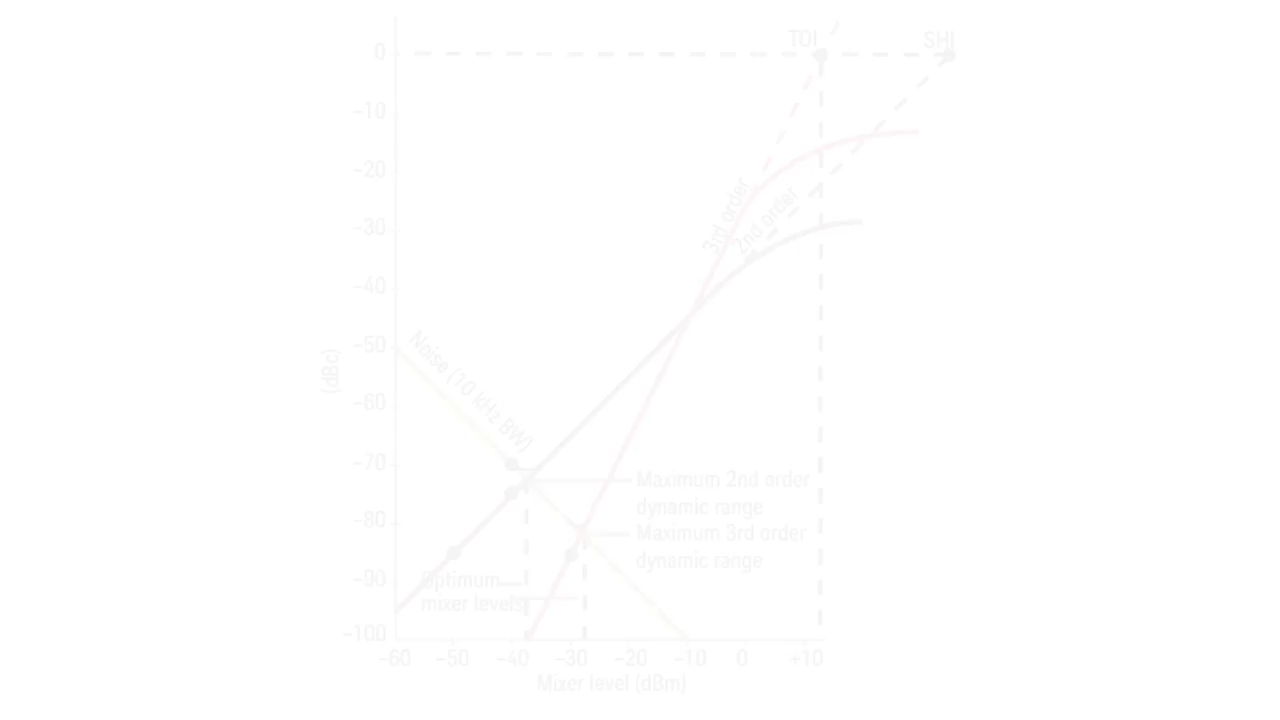 TOI
SHI
0
−10
−20
−30
−40
−50
−60
−70
−80
−90
−100
(dBc)
3rd order
2nd order
Noise (10 kHz BW)
Maximum 2nd order
dynamic range
Maximum 3rd order
dynamic range
Optimum
mixer levels
−60 −50 −40 −30 −20 −10 0 +10
Mixer level (dBm)